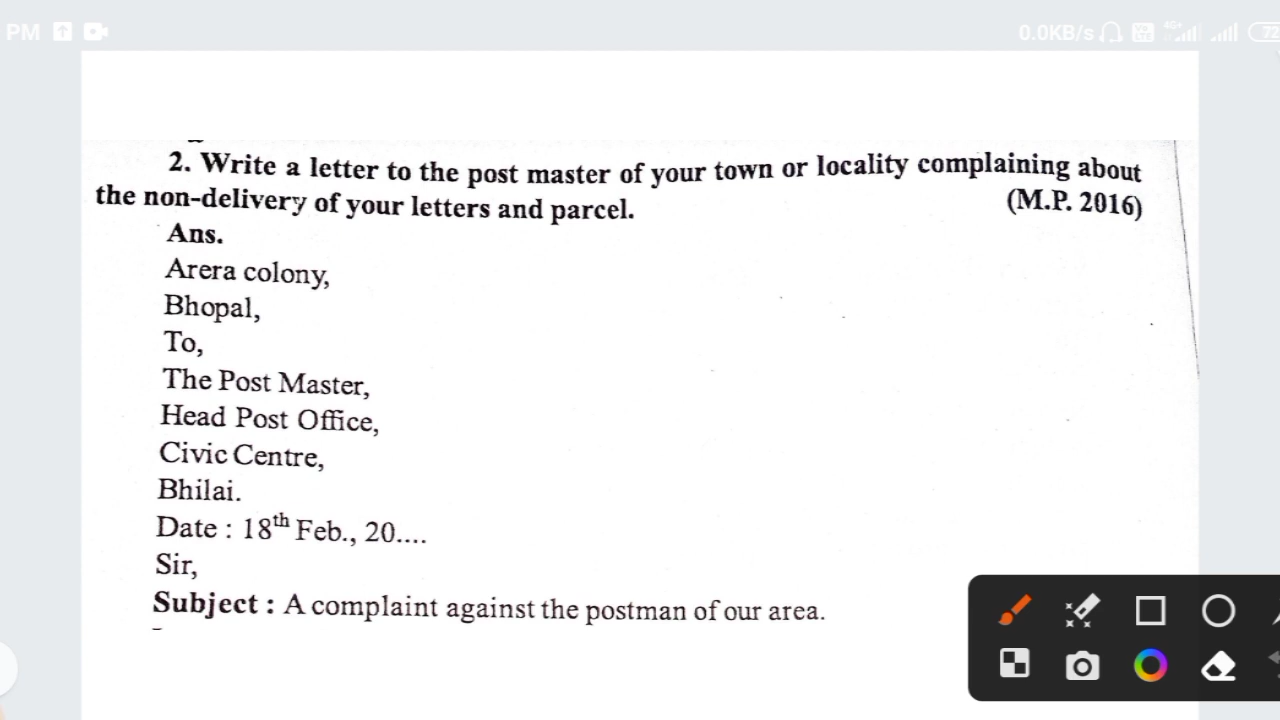 PM
0.0KB/s 4G+ 72
2. Write a letter to the post master of your town or locality complaining about
the non-delivery of your letters and parcel. (M.P. 2016)
Ans.
Arera colony,
Bhopal,
To,
The Post Master,
Head Post Office,
Civic Centre,
Bhilai.
Date : 18th Feb., 20....
Sir,
Subject : A complaint against the postman of our area.